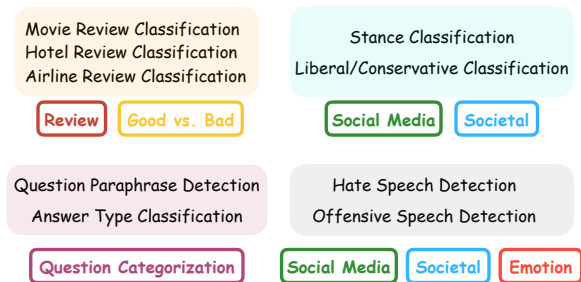 Movie Review Classification
Hotel Review Classification
Airline Review Classification
Review
Good vs. Bad
Stance Classification
Liberal/Conservative Classification
Social Media
Societal
Question Paraphrase Detection
Answer Type Classification
Question Categorization
Hate Speech Detection
Offensive Speech Detection
Social Media
Societal
Emotion